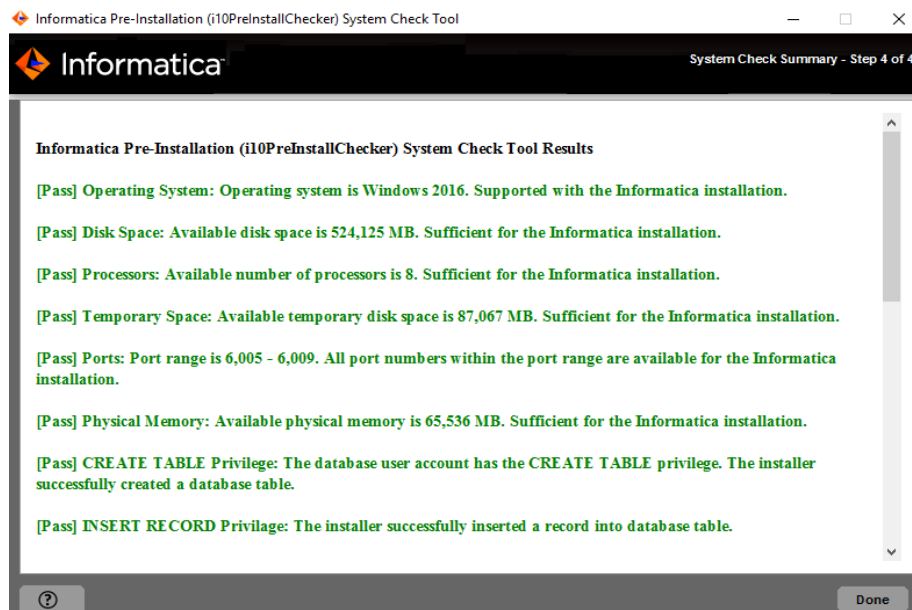 Informatica Pre-Installation (i10PreInstallChecker) System Check Tool
Informatica
System Check Summary - Step 4 of 4
Informatica Pre-Installation (i10PreInstallChecker) System Check Tool Results
[Pass] Operating System: Operating system is Windows 2016. Supported with the Informatica installation.
[Pass] Disk Space: Available disk space is 524,125 MB. Sufficient for the Informatica installation.
[Pass] Processors: Available number of processors is 8. Sufficient for the Informatica installation.
[Pass] Temporary Space: Available temporary disk space is 87,067 MB. Sufficient for the Informatica installation.
[Pass] Ports: Port range is 6,005 - 6,009. All port numbers within the port range are available for the Informatica
installation.
[Pass] Physical Memory: Available physical memory is 65,536 MB. Sufficient for the Informatica installation.
[Pass] CREATE TABLE Privilege: The database user account has the CREATE TABLE privilege. The installer
successfully created a database table.
[Pass] INSERT RECORD Privilage: The installer successfully inserted a record into database table.
?
Done